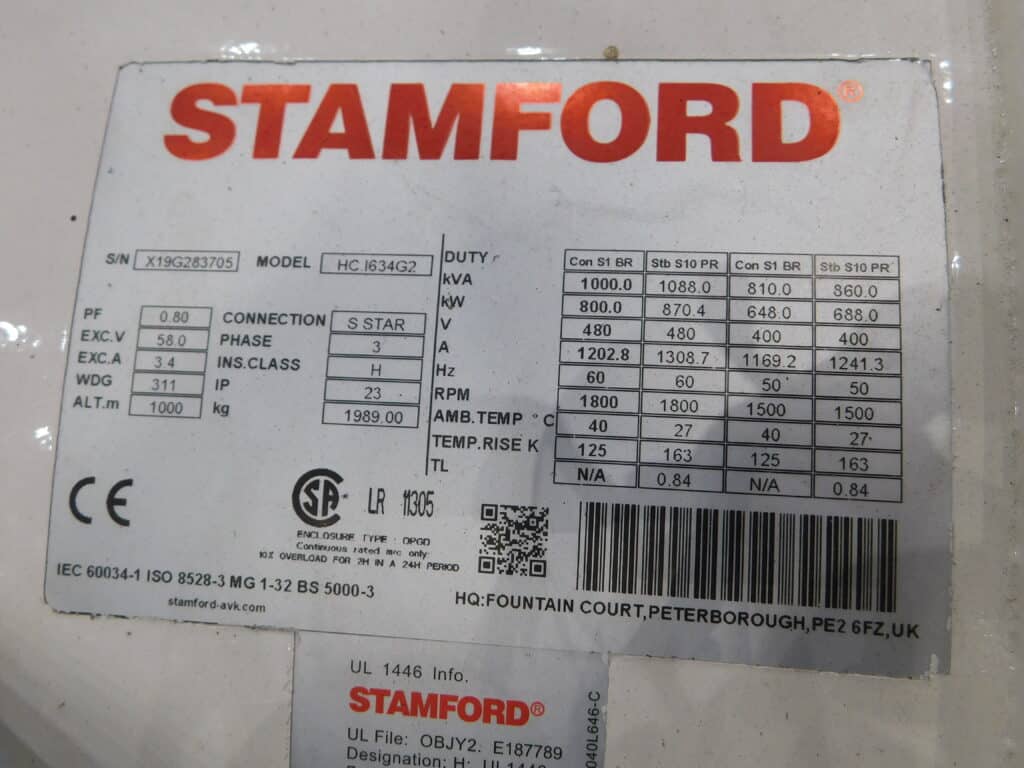 STAMFORD®
S/N X19G283705 MODEL HC.I634G2
PF 0.80 CONNECTION S STAR
EXC.V 58.0 PHASE 3
EXC.A 3.4 INS.CLASS H
WDG 311 IP 23
ALT.m 1000 kg 1989.00
DUTY Con S1 BR Stb S10 PR Con S1 BR Stb S10 PR
kVA 1000.0 1088.0 810.0 860.0
kW 800.0 870.4 648.0 688.0
V 480 480 400 400
A 1202.8 1308.7 1169.2 1241.3
Hz 60 60 50 50
RPM 1800 1800 1500 1500
AMB.TEMP °C 40 27 40 27
TEMP.RISE K 125 163 125 163
TL N/A 0.84 N/A 0.84
CE
SA LR 11305
ENCLOSURE TYPE : OPGD
Continuous rated m/c only:
10% OVERLOAD FOR 2H IN A 24H PERIOD
IEC 60034-1 ISO 8528-3 MG 1-32 BS 5000-3
stamford-avk.com
HQ:FOUNTAIN COURT,PETERBOROUGH,PE2 6FZ,UK
UL 1446 Info.
STAMFORD®
UL File: OBJY2. E187789
Designation: H: UL1446
040L646-C